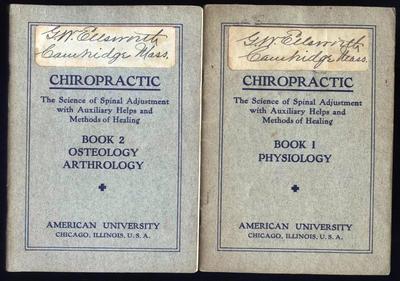 G.W. Ellsworth
Cambridge Mass.
CHIROPRACTIC
The Science of Spinal Adjustment
with Auxiliary Helps and
Methods of Healing
BOOK 2
OSTEOLOGY
ARTHROLOGY
AMERICAN UNIVERSITY
CHICAGO, ILLINOIS, U. S. A.
G.W. Ellsworth
Cambridge Mass.
CHIROPRACTIC
The Science of Spinal Adjustment
with Auxiliary Helps and
Methods of Healing
BOOK 1
PHYSIOLOGY
AMERICAN UNIVERSITY
CHICAGO, ILLINOIS, U. S. A.